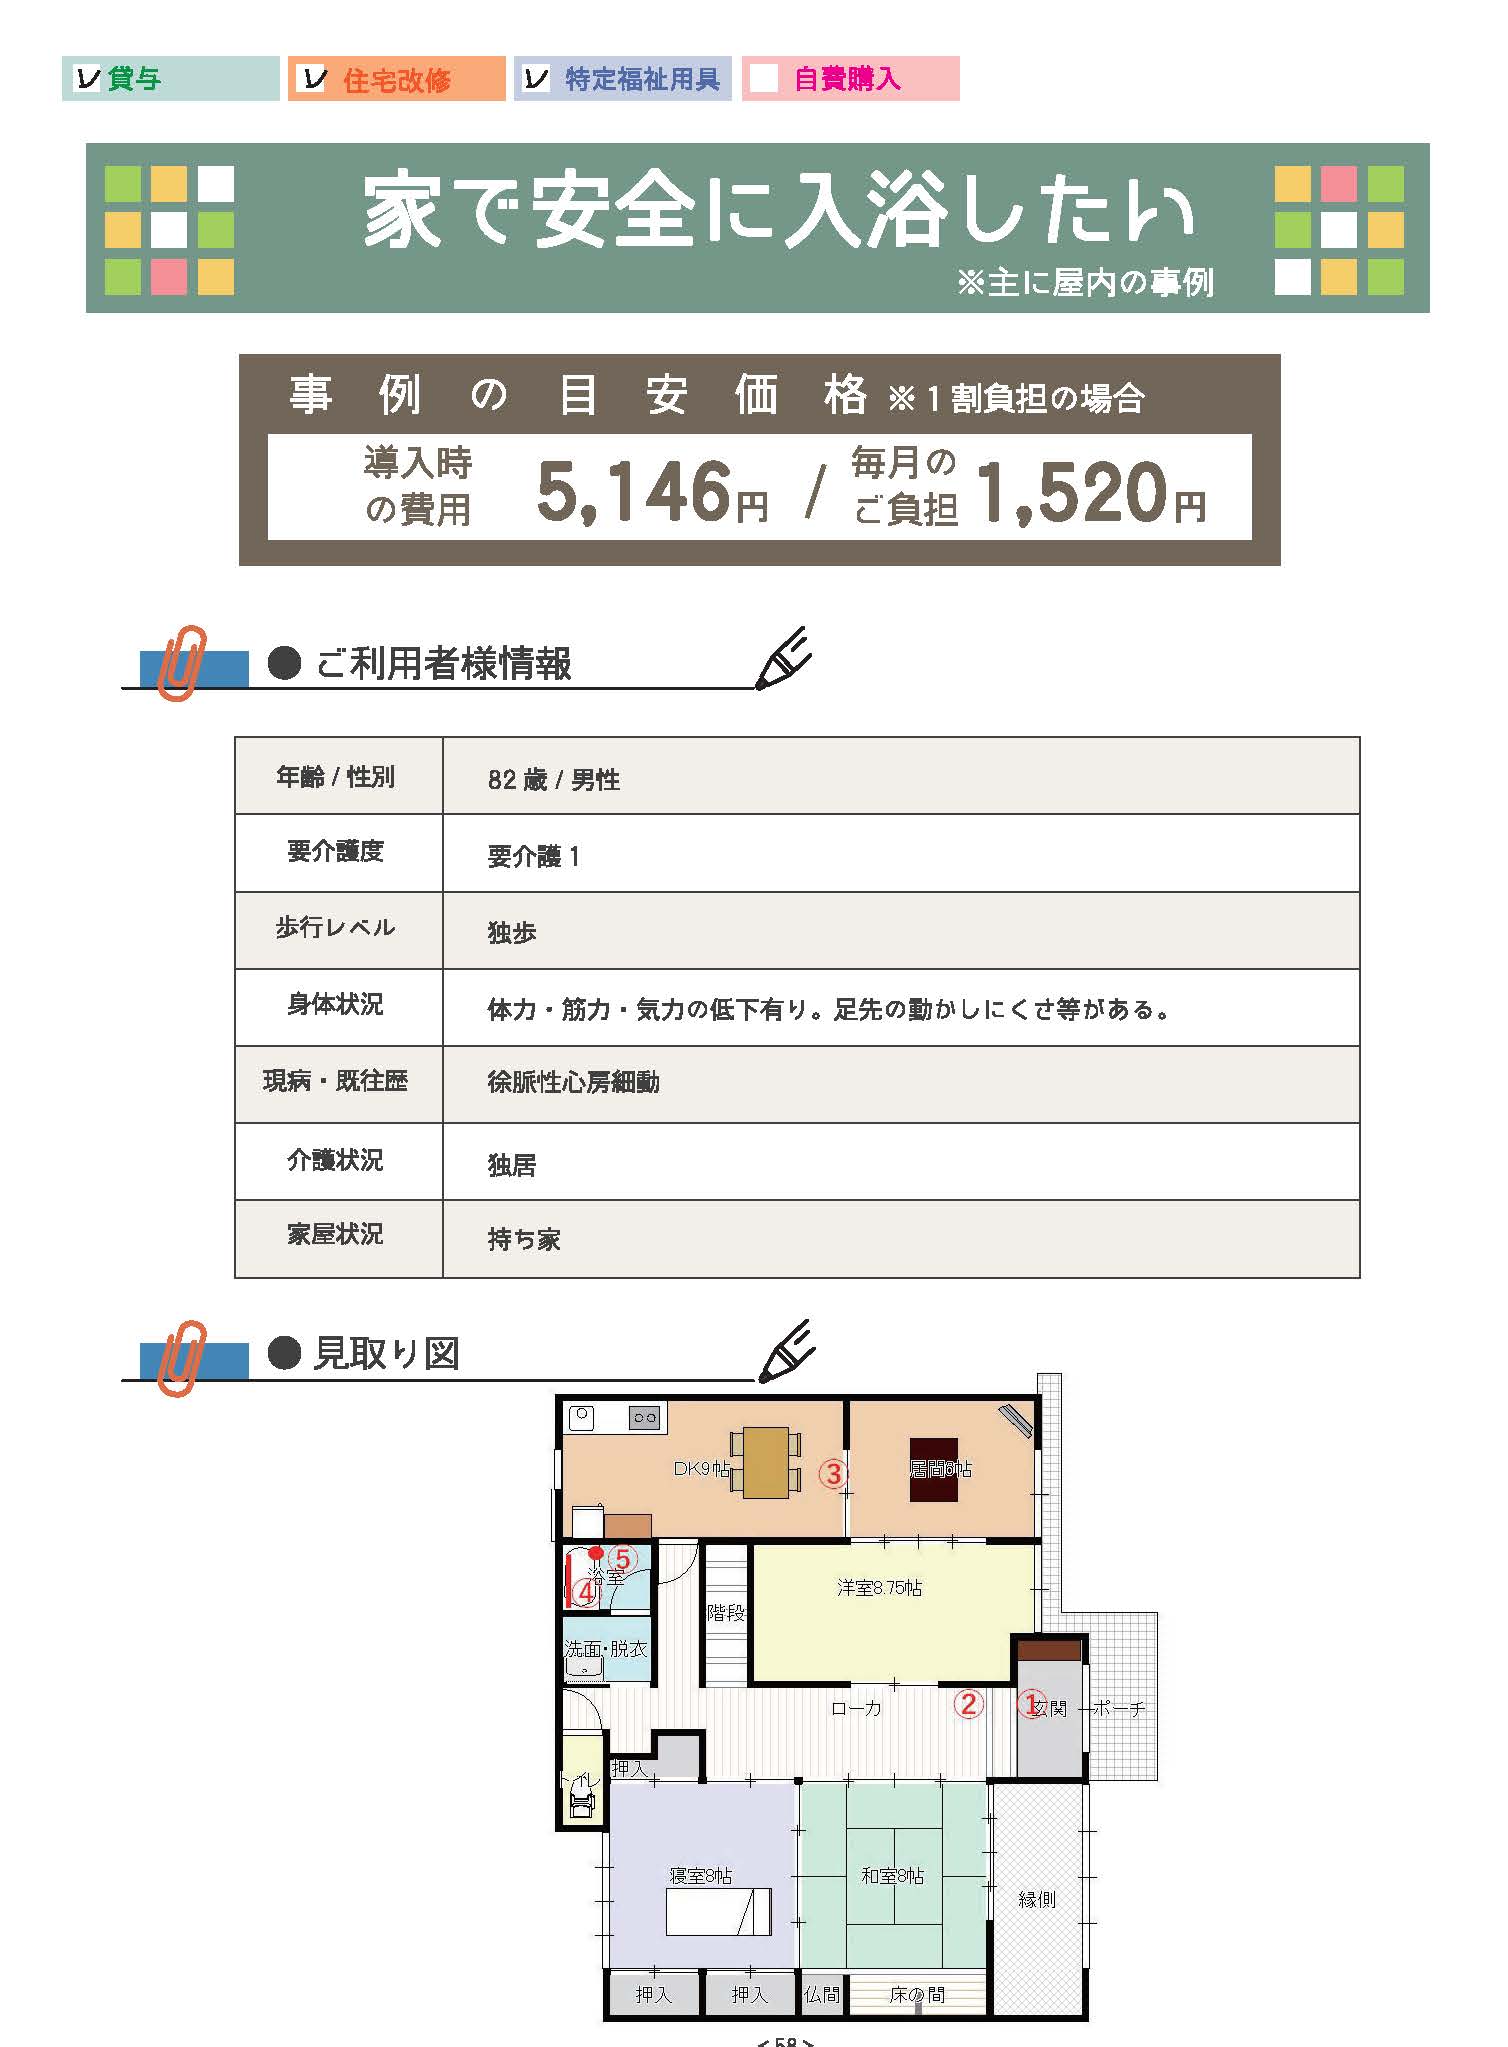 貸与 住宅改修 特定福祉用具 自費購入
家で安全に入浴したい
※主に屋内の事例
事例の目安価格 ※1割負担の場合
導入時の費用 5,146円 / 毎月のご負担 1,520円
● ご利用者様情報
年齢 / 性別 82 歳 / 男性
要介護度 要介護 1
歩行レベル 独歩
身体状況 体力・筋力・気力の低下有り。足先の動かしにくさ等がある。
現病・既往歴 徐脈性心房細動
介護状況 独居
家屋状況 持ち家
● 見取り図
DK9帖 ③ 居間6帖
⑤
浴室
④
洋室8.75帖
階段
洗面・脱衣
ローカ ② ① 玄関 ポーチ
押入
トイレ
寝室8帖 和室8帖
縁側
押入 押入 仏間 床の間
< 58 >